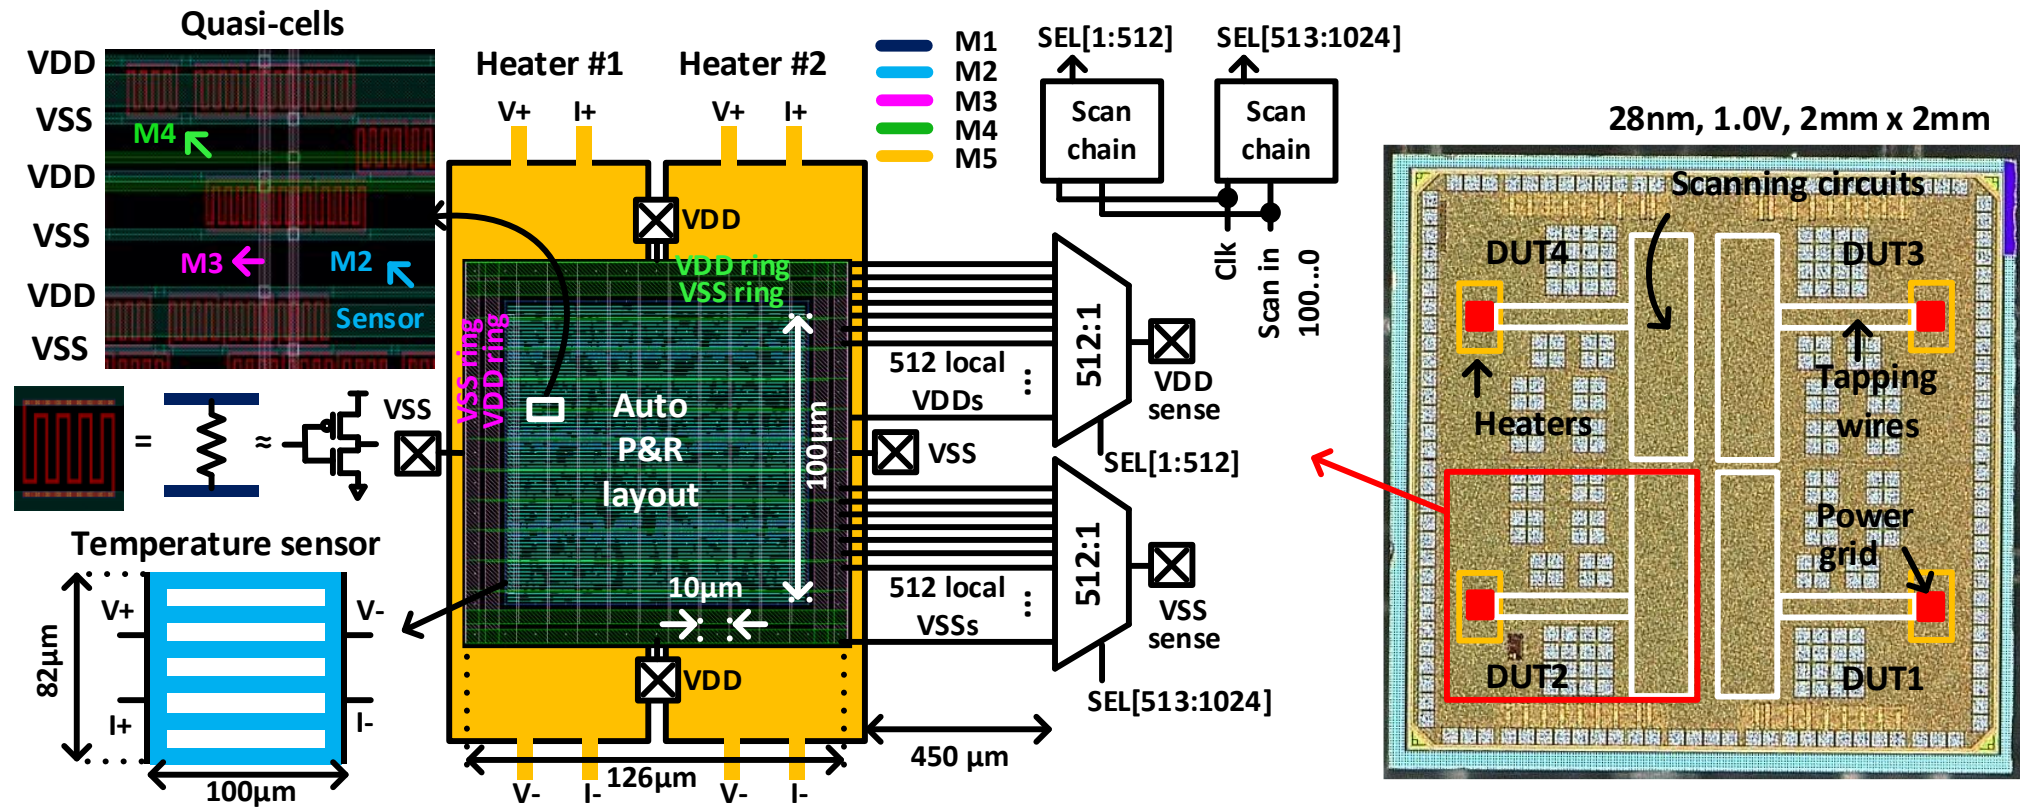 Quasi-cells
VDD
VSS
VDD
VSS
VDD
VSS
M4
M3
M2
Sensor
=
≈
VSS
Temperature sensor
82µm
V+
I+
V-
I-
100µm
Heater #1
Heater #2
V+
I+
V+
I+
VDD
VDD ring
VSS ring
VSS ring
VDD ring
Auto
P&R
layout
100µm
10µm
VDD
V-
I-
V-
I-
126µm
450 µm
M1
M2
M3
M4
M5
SEL[1:512]
SEL[513:1024]
Scan
chain
Scan
chain
Clk
Scan in
100...0
512 local
VDDs
...
512:1
VDD
sense
SEL[1:512]
VSS
512 local
VSSs
...
512:1
VSS
sense
SEL[513:1024]
28nm, 1.0V, 2mm x 2mm
Scanning circuits
DUT4
DUT3
Heaters
Tapping
wires
Power
grid
DUT2
DUT1